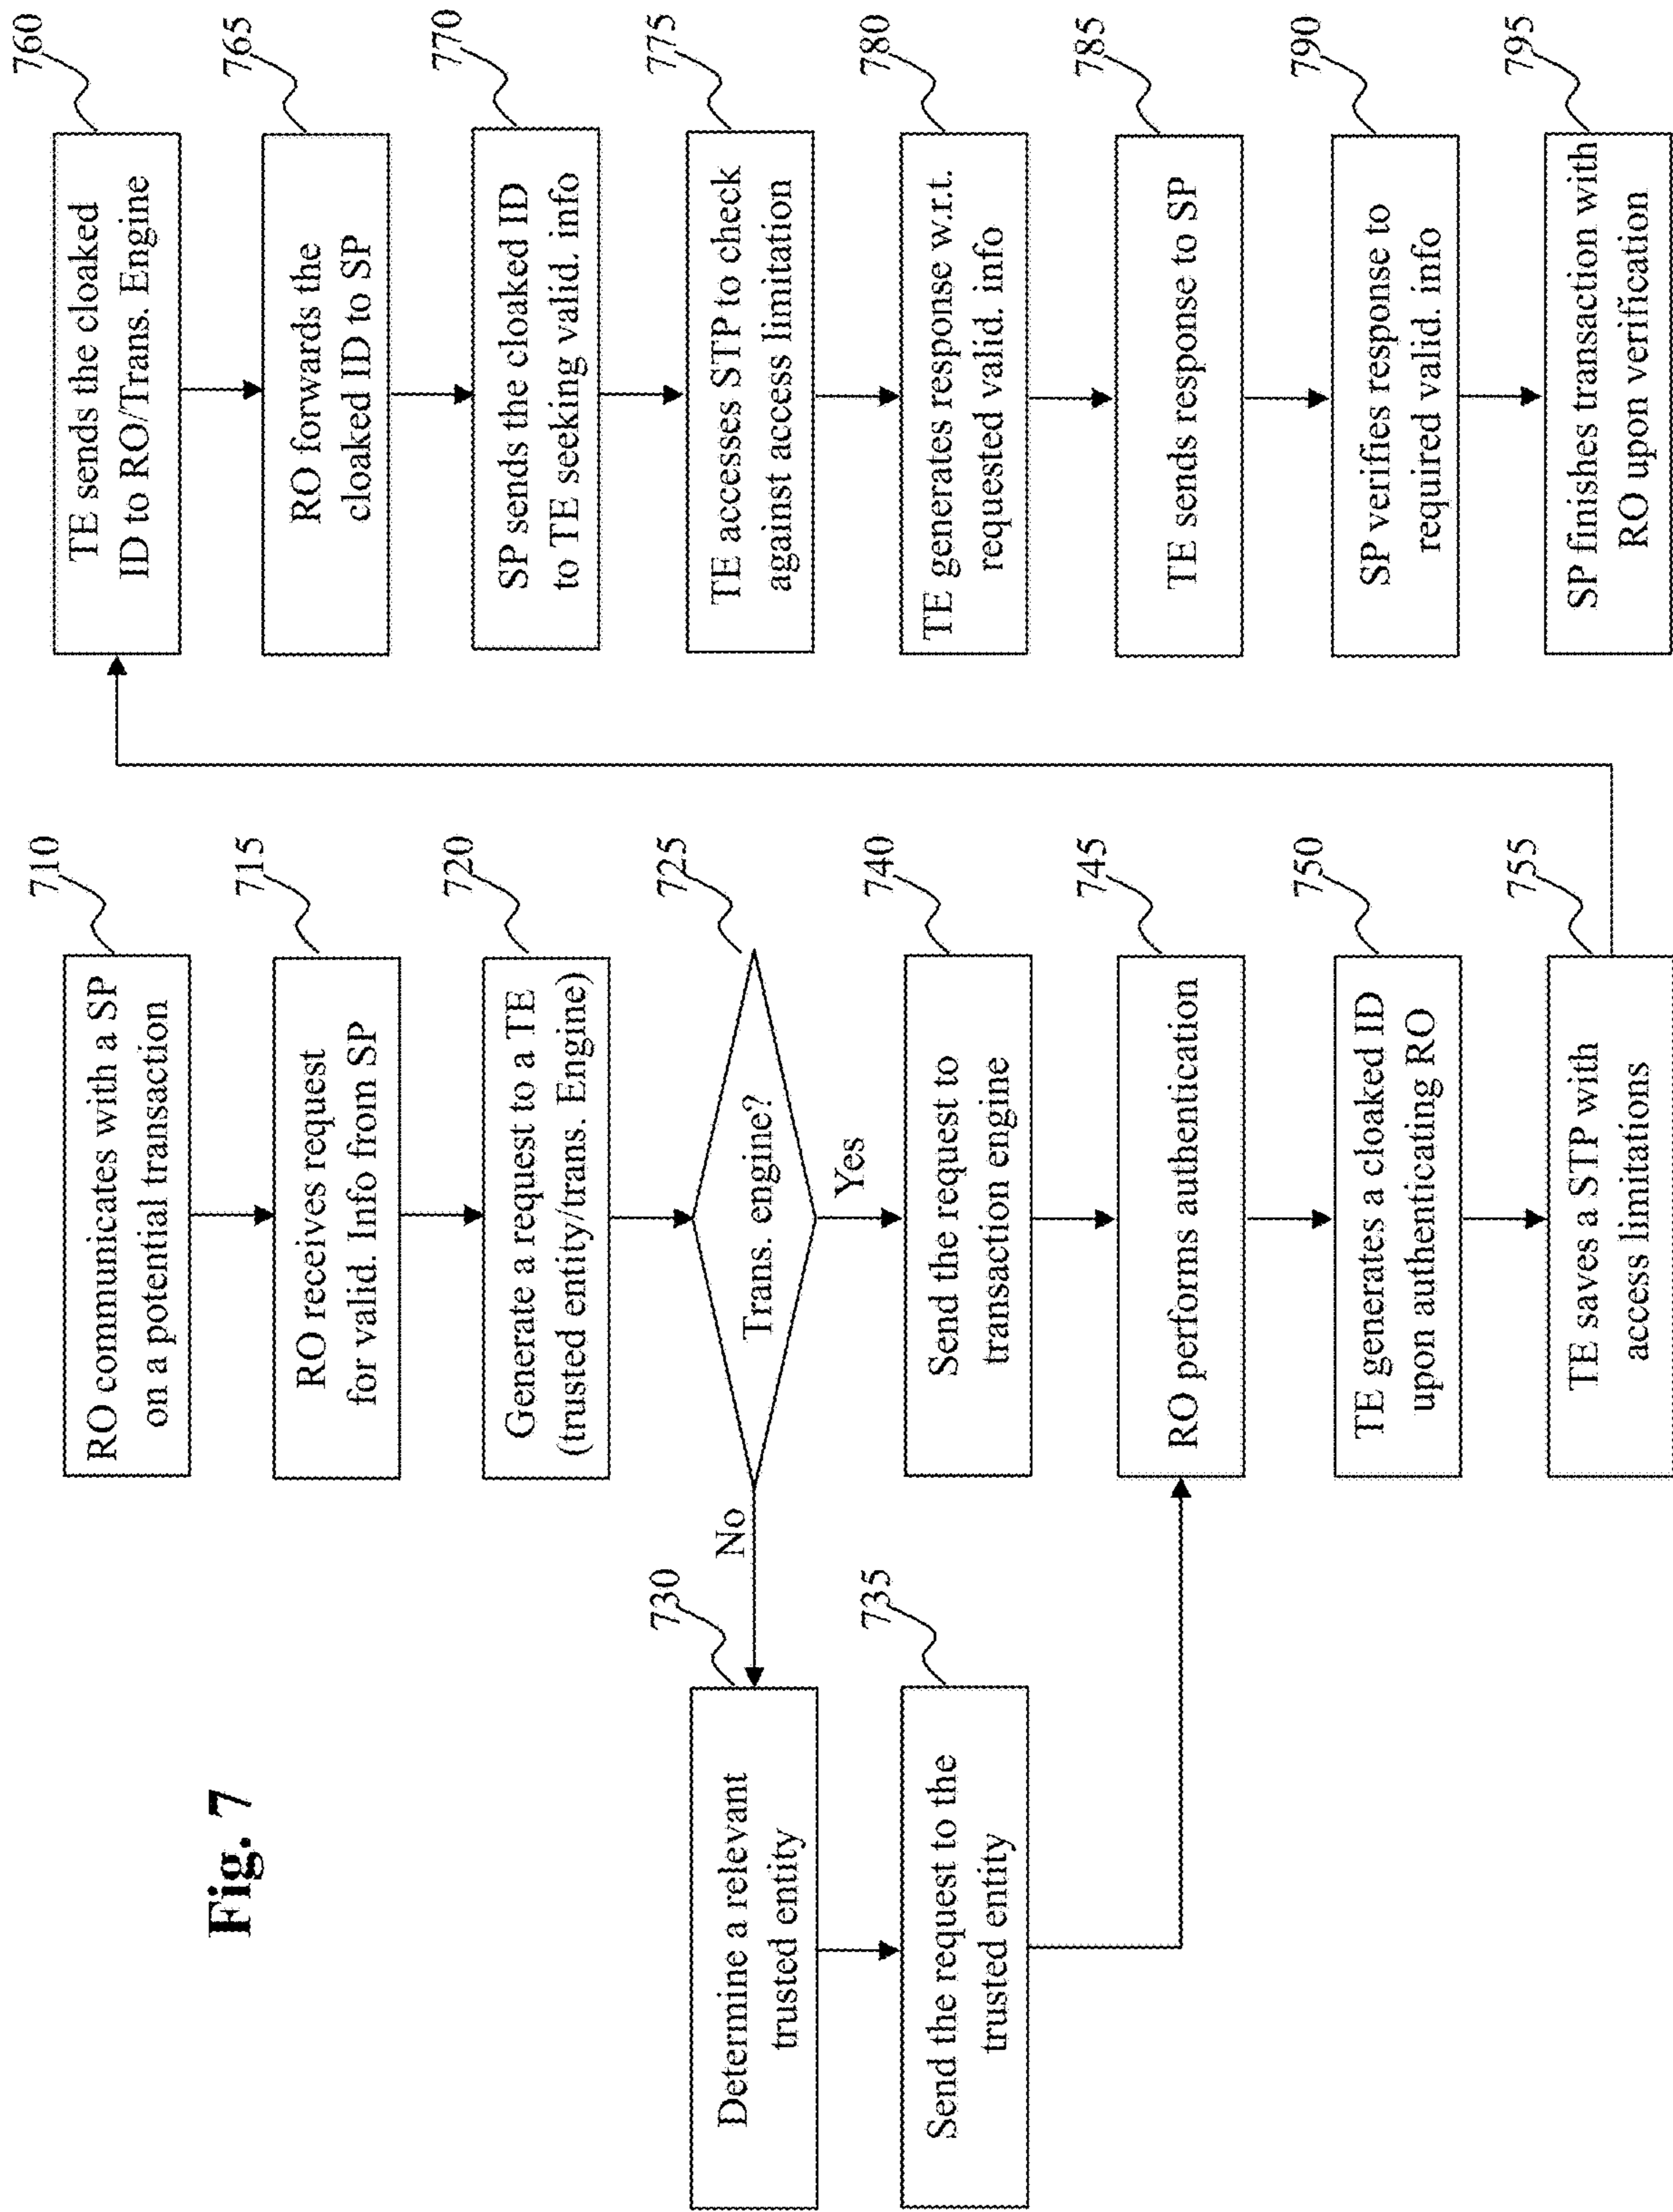 Fig. 7
710
RO communicates with a SP
on a potential transaction
715
RO receives request
for valid. Info from SP
720
Generate a request to a TE
(trusted entity/trans. Engine)
725
Trans. engine?
No
Yes
730
Determine a relevant
trusted entity
735
Send the request to the
trusted entity
740
Send the request to
transaction engine
745
RO performs authentication
750
TE generates a cloaked ID
upon authenticating RO
755
TE saves a STP with
access limitations
760
TE sends the cloaked
ID to RO/Trans. Engine
765
RO forwards the
cloaked ID to SP
770
SP sends the cloaked ID
to TE seeking valid. info
775
TE accesses STP to check
against access limitation
780
TE generates response w.r.t.
requested valid. info
785
TE sends response to SP
790
SP verifies response to
required valid. info
795
SP finishes transaction with
RO upon verification